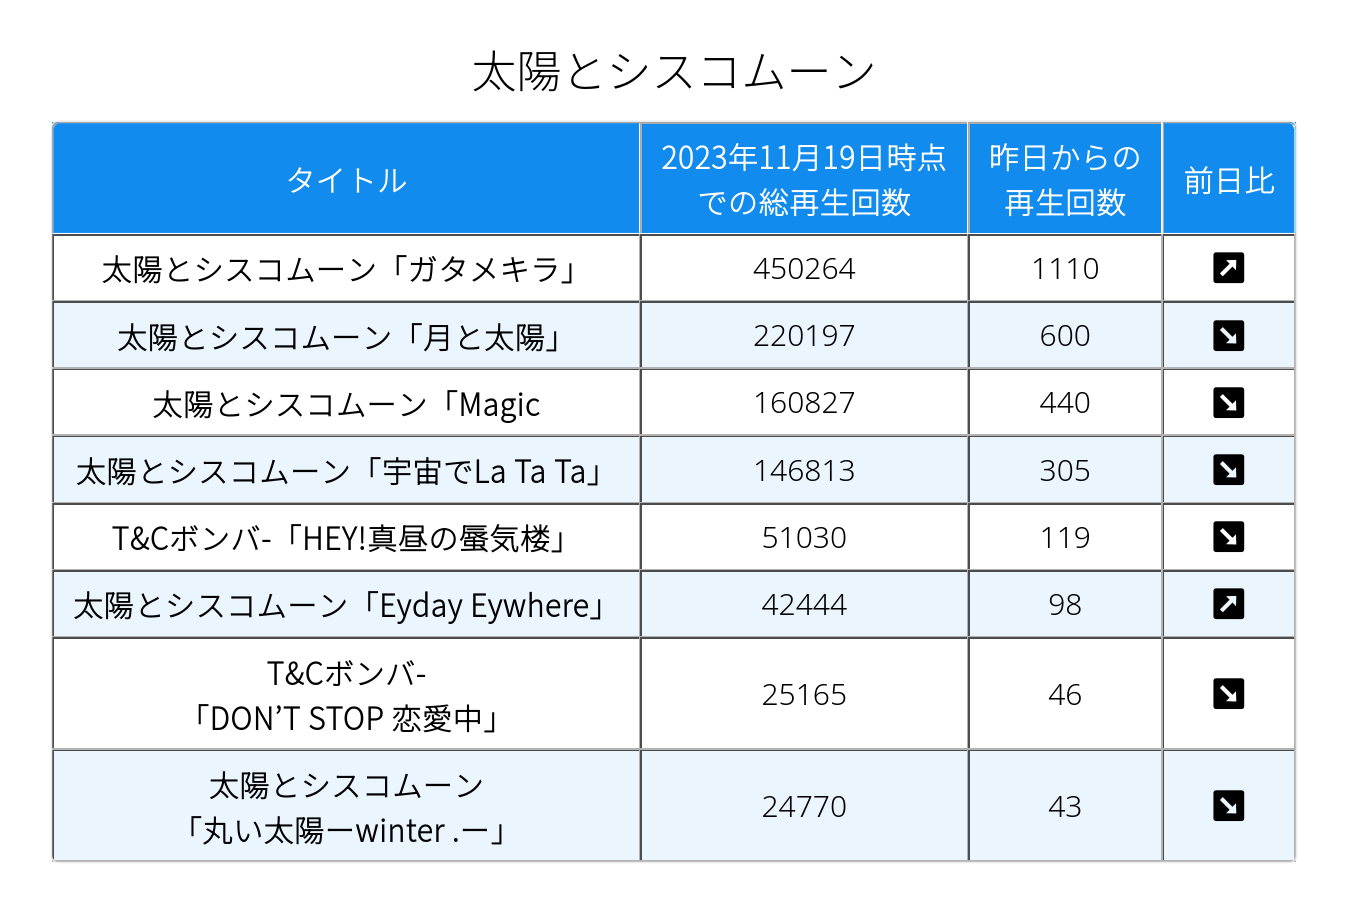 太陽とシスコムーン
タイトル
2023年11月19日時点
での総再生回数
昨日からの
再生回数
前日比
太陽とシスコムーン「ガタメキラ」
450264
1110
太陽とシスコムーン「月と太陽」
220197
600
太陽とシスコムーン「Magic
160827
440
太陽とシスコムーン「宇宙でLa Ta Ta」
146813
305
T&Cボンバ-「HEY!真昼の蜃気楼」
51030
119
太陽とシスコムーン「Eyday Eywhere」
42444
98
T&Cボンバ-
「DON’T STOP 恋愛中」
25165
46
太陽とシスコムーン
「丸い太陽ーwinter .ー」
24770
43